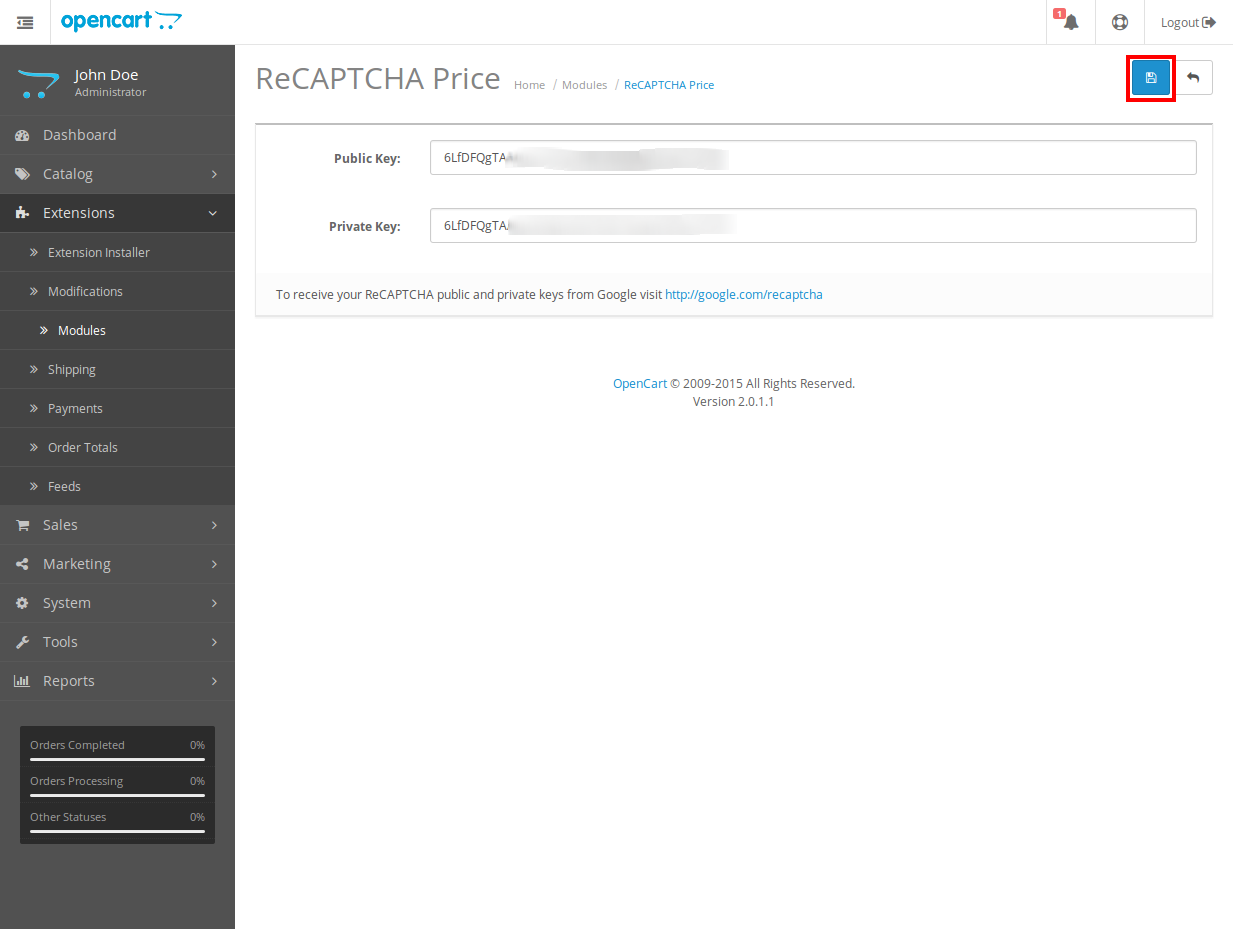 opencart
1
Logout
John Doe
Administrator
Dashboard
Catalog
Extensions
Extension Installer
Modifications
Modules
Shipping
Payments
Order Totals
Feeds
Sales
Marketing
System
Tools
Reports
Orders Completed 0%
Orders Processing 0%
Other Statuses 0%
ReCAPTCHA Price Home / Modules / ReCAPTCHA Price
Public Key: 6LfDFQgTA
Private Key: 6LfDFQgTA
To receive your ReCAPTCHA public and private keys from Google visit http://google.com/recaptcha
OpenCart © 2009-2015 All Rights Reserved.
Version 2.0.1.1